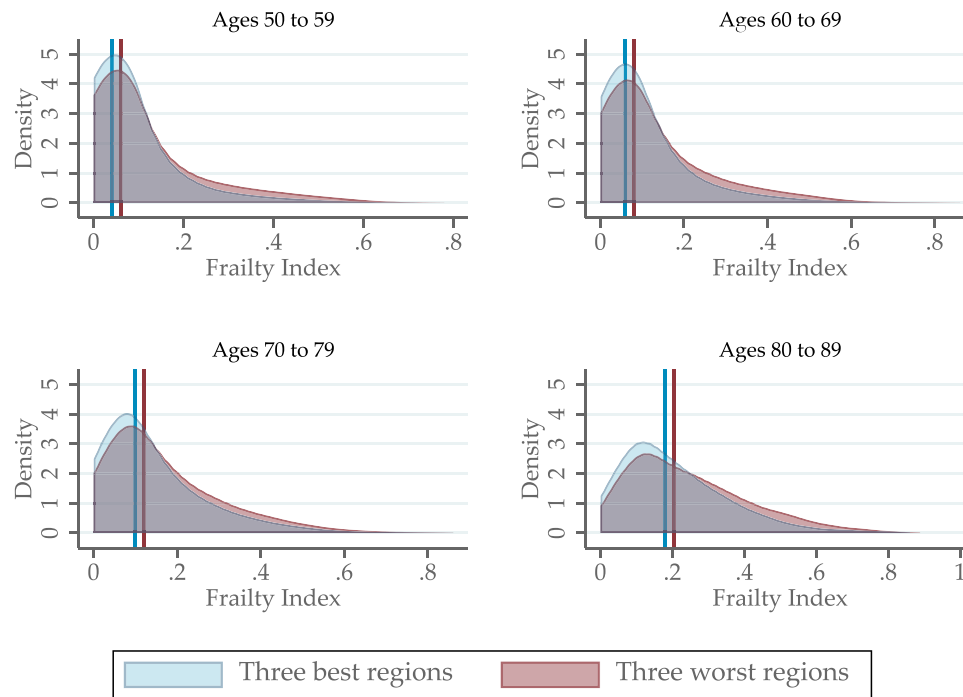 Ages 50 to 59
Density
0 1 2 3 4 5
0 .2 .4 .6 .8
Frailty Index
Ages 60 to 69
Density
0 1 2 3 4 5
0 .2 .4 .6 .8
Frailty Index
Ages 70 to 79
Density
0 1 2 3 4 5
0 .2 .4 .6 .8
Frailty Index
Ages 80 to 89
Density
0 1 2 3 4 5
0 .2 .4 .6 .8 1
Frailty Index
Three best regions
Three worst regions